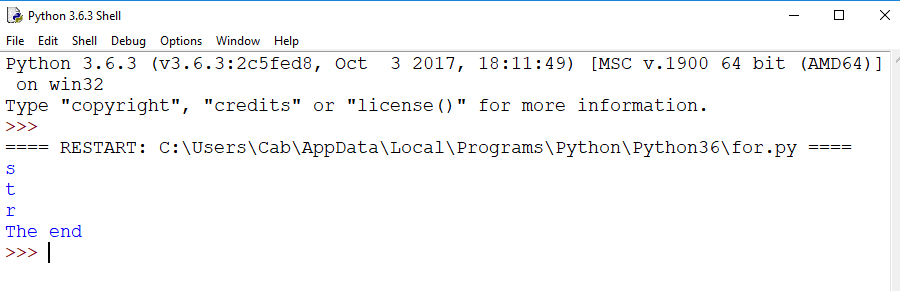 Python 3.6.3 Shell
File Edit Shell Debug Options Window Help
Python 3.6.3 (v3.6.3:2c5fed8, Oct  3 2017, 18:11:49) [MSC v.1900 64 bit (AMD64)]
 on win32
Type "copyright", "credits" or "license()" for more information.
>>>
==== RESTART: C:\Users\Cab\AppData\Local\Programs\Python\Python36\for.py ====
s
t
r
The end
>>>